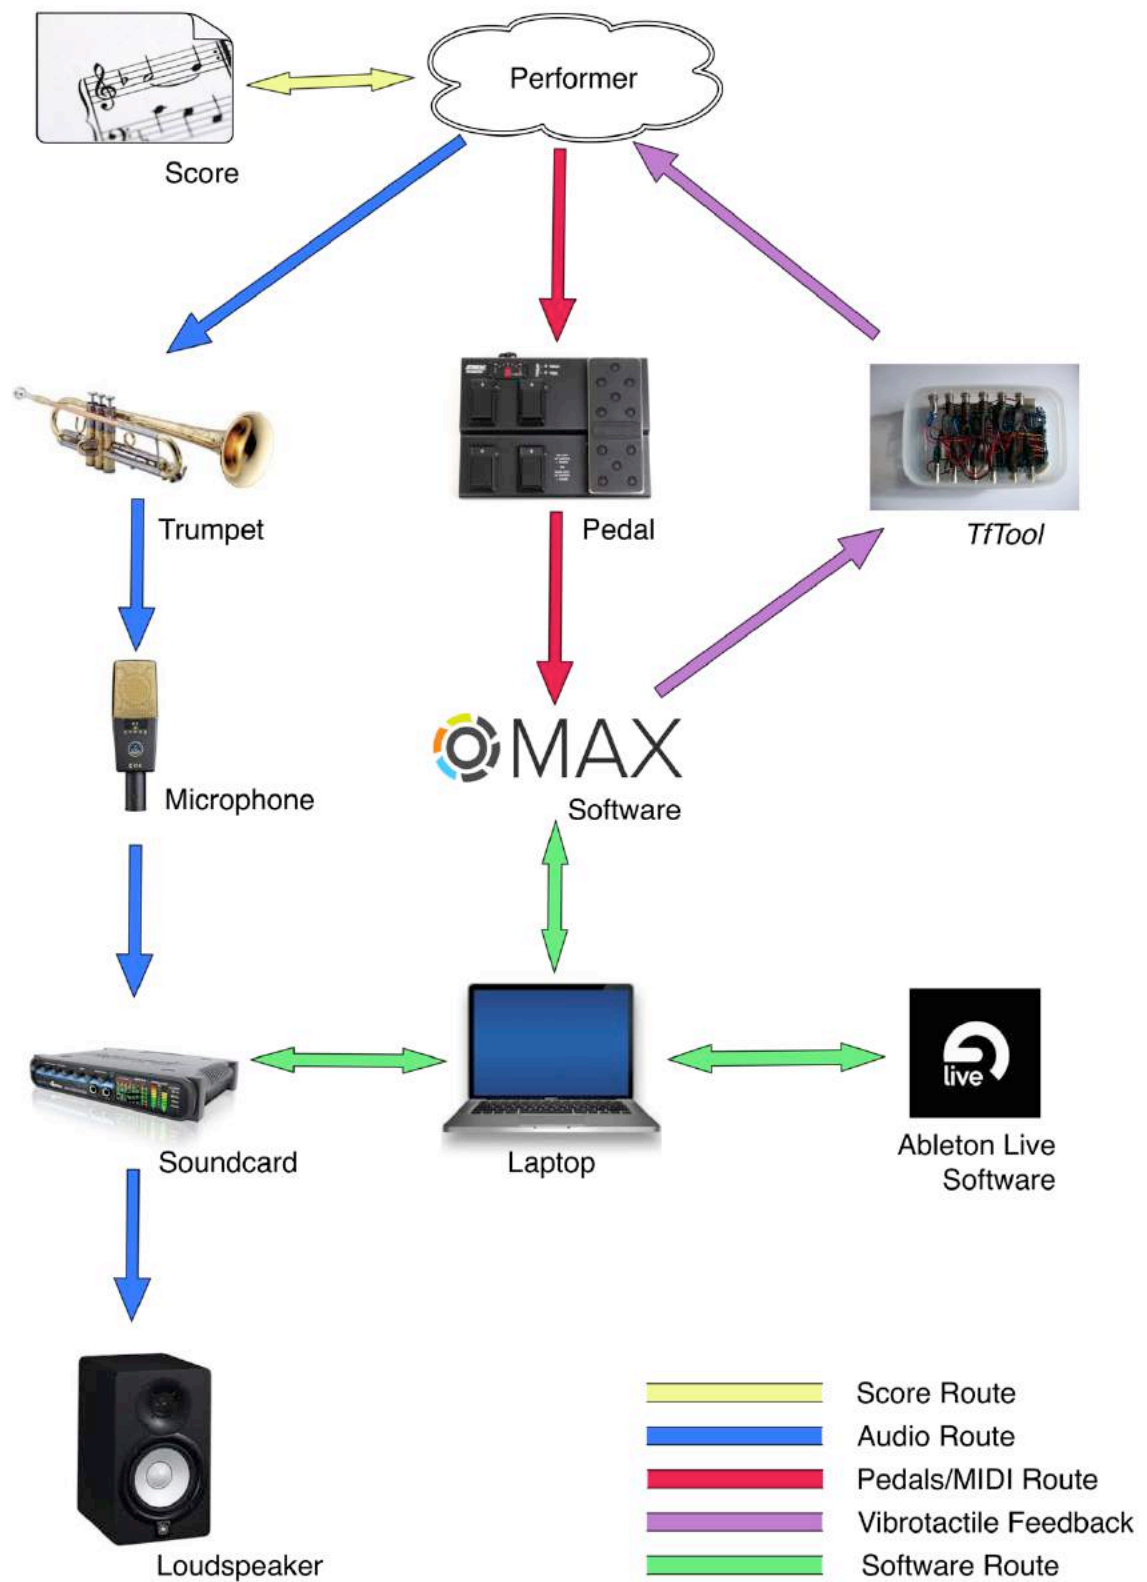 Performer
Score
Trumpet
Pedal
TfTool
MAX
Software
Microphone
live
Soundcard
Laptop
Ableton Live
Software
Loudspeaker
Score Route
Audio Route
Pedals/MIDI Route
Vibrotactile Feedback
Software Route